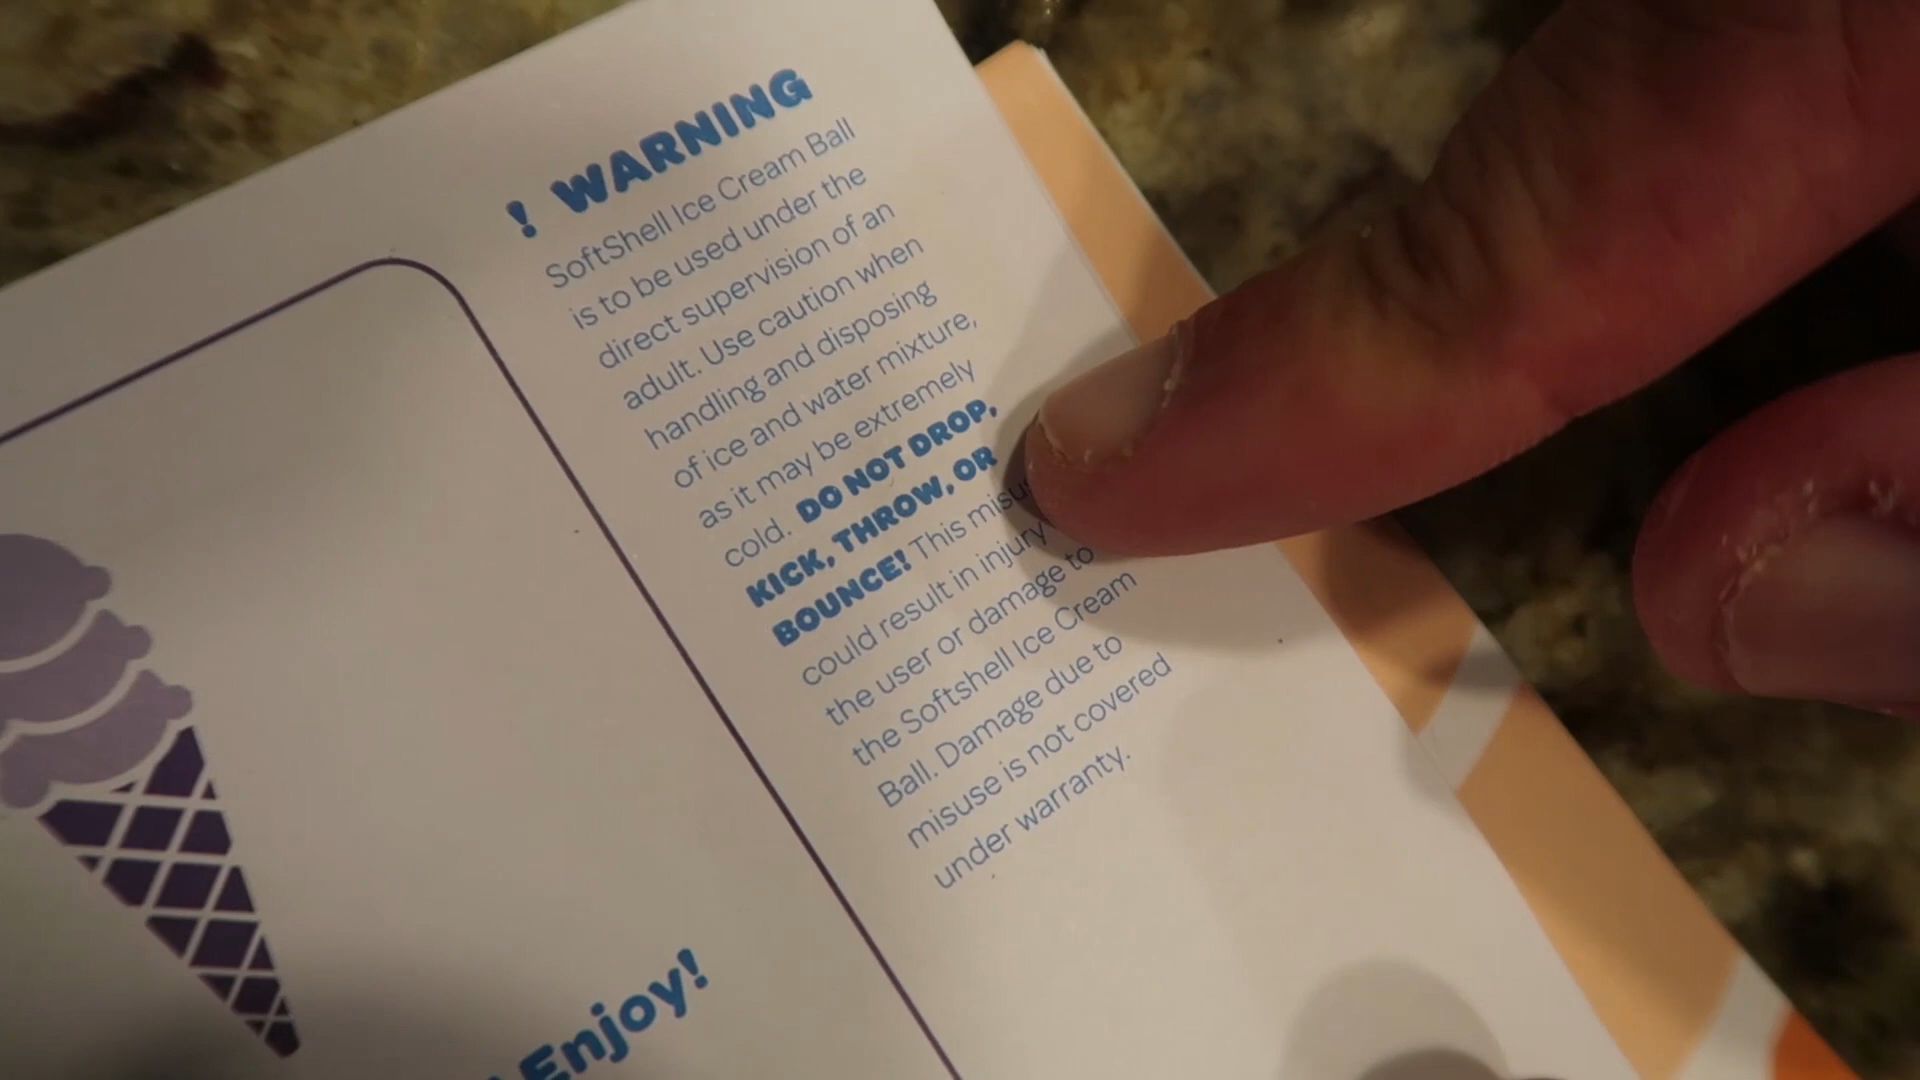 ! WARNING
SoftShell Ice Cream Ball
is to be used under the
direct supervision of an
adult. Use caution when
handling and disposing
of ice and water mixture,
as it may be extremely
cold. DO NOT DROP,
KICK, THROW, OR
BOUNCE! This
could result in injury
the user or damage to
the Softshell Ice Cream
Ball. Damage due to
misuse is not covered
under warranty.
Enjoy!